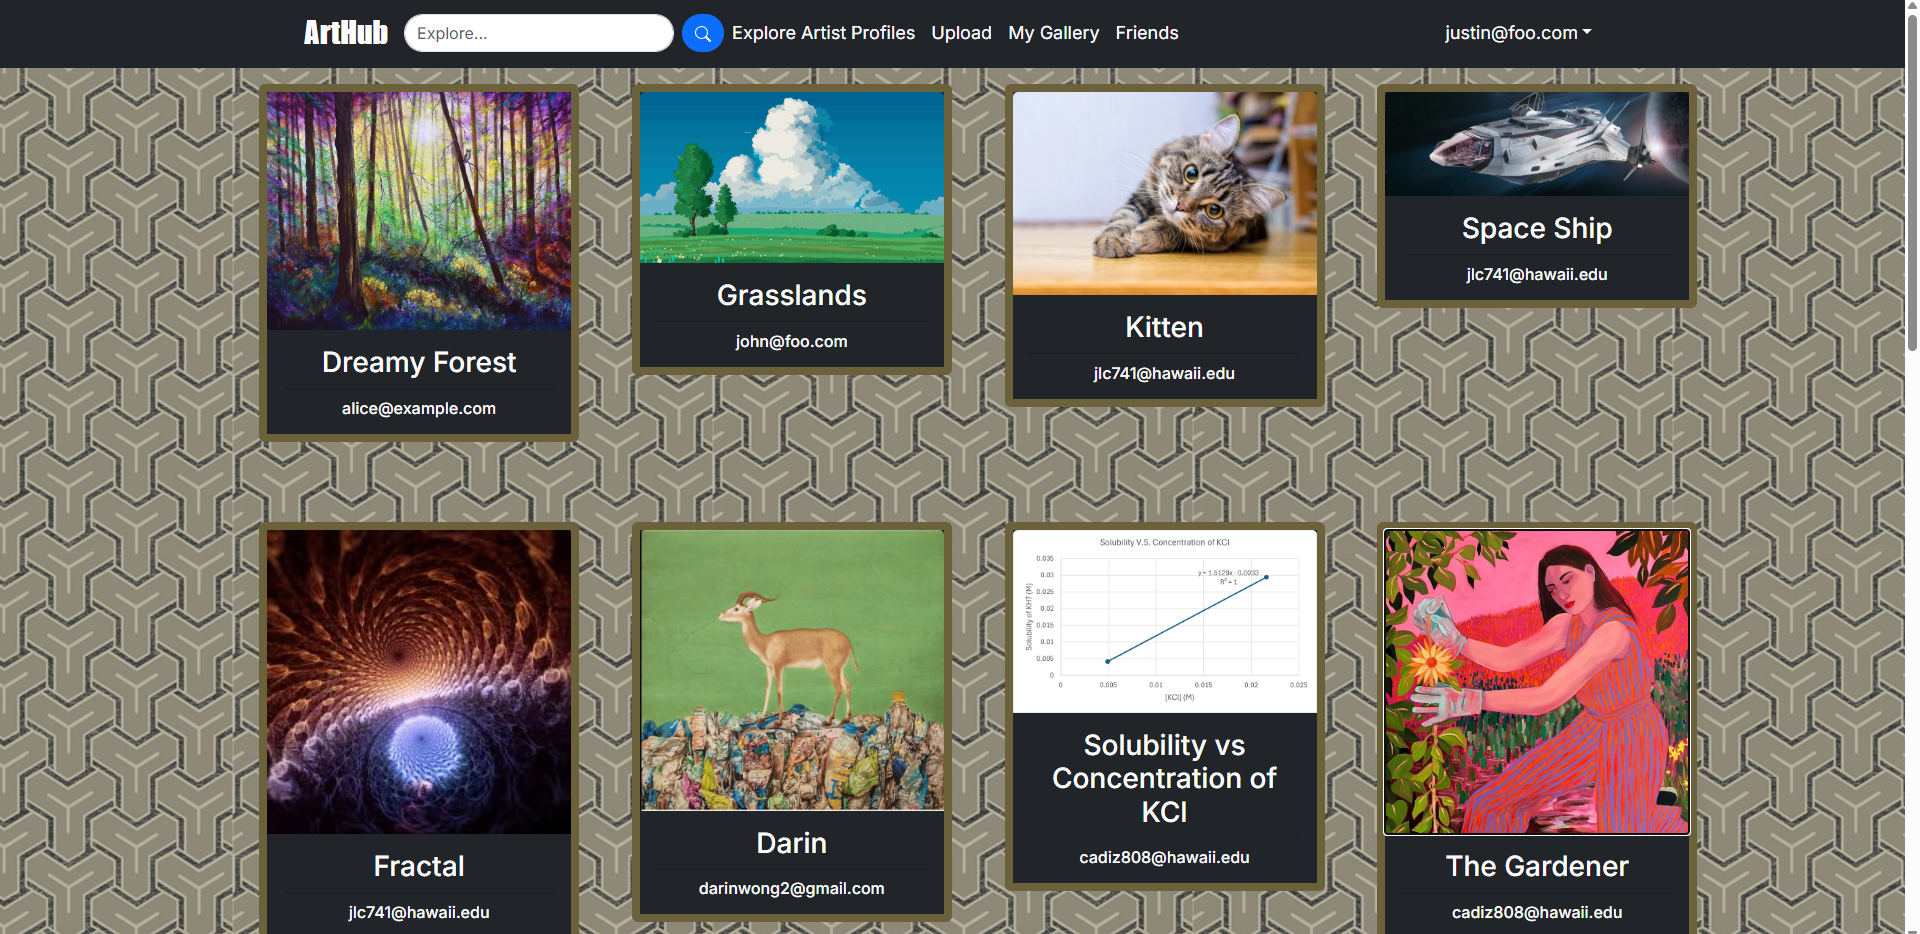 ArtHub
Explore...
Explore Artist Profiles
Upload
My Gallery
Friends
justin@foo.com
Dreamy Forest
alice@example.com
Grasslands
john@foo.com
Kitten
jlc741@hawaii.edu
Space Ship
jlc741@hawaii.edu
Fractal
jlc741@hawaii.edu
Darin
darinwong2@gmail.com
Solubility V.S. Concentration of KCl
y = 1.5129x - 0.0033
R² = 1
Solubility of KHT (M)
0.035
0.03
0.025
0.02
0.015
0.01
0.005
0
0 0.005 0.01 0.015 0.02 0.025
[KCl] (M)
Solubility vs
Concentration of
KCl
cadiz808@hawaii.edu
The Gardener
cadiz808@hawaii.edu